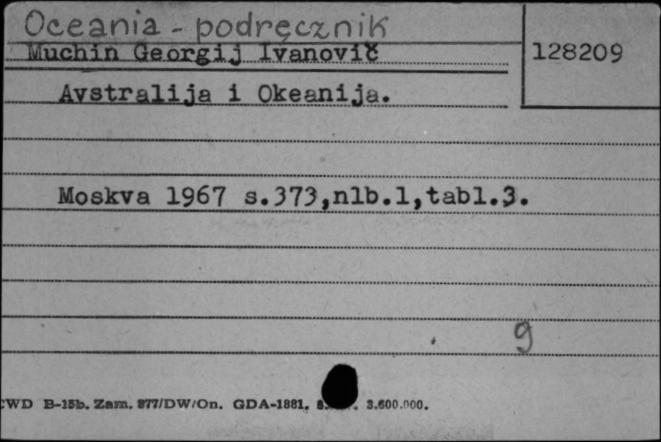 Oceania - podręcznik
Muchin Georgij Ivanovič
128209
Avstralija i Okeanija.
Moskva 1967 s.373,nlb.1,tabl.3.
9
CWD B-15b. Zam. 877/DW/On. GDA-1881. 3.600.000.